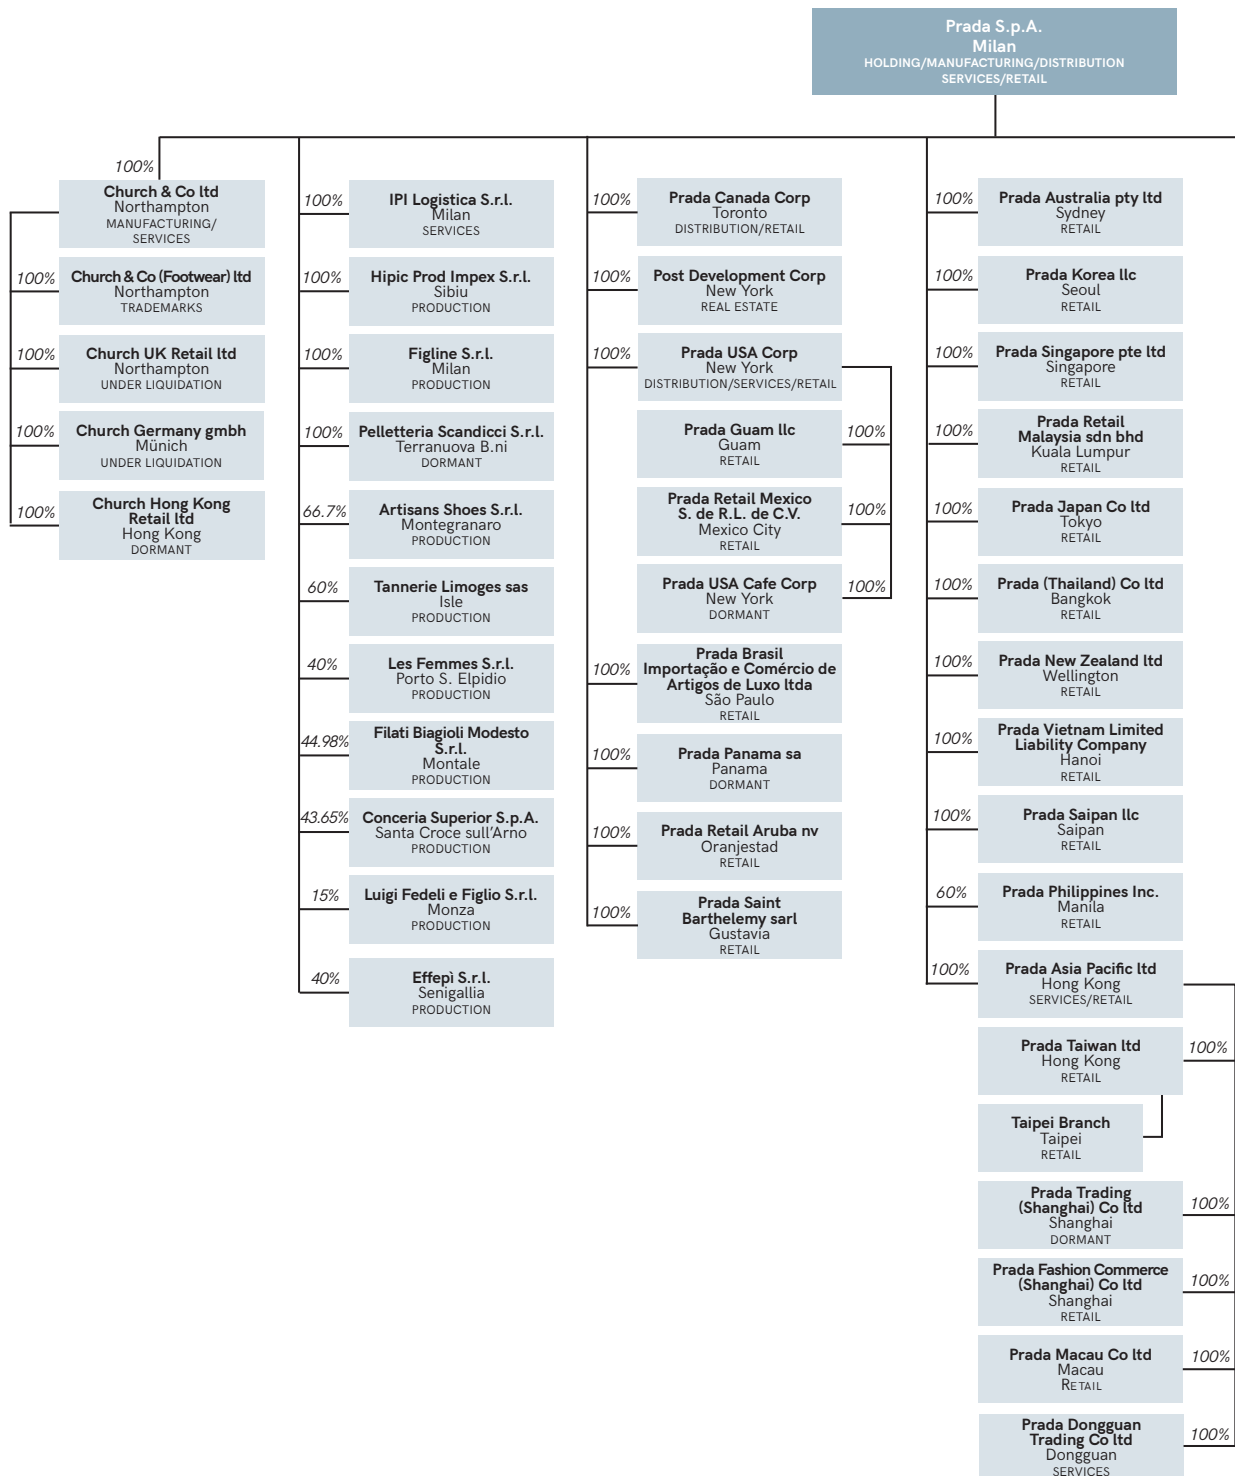 Prada S.p.A.
Milan
HOLDING/MANUFACTURING/DISTRIBUTION
SERVICES/RETAIL
100%
Church & Co ltd
Northampton
MANUFACTURING/
SERVICES
100%
Church & Co (Footwear) ltd
Northampton
TRADEMARKS
100%
Church UK Retail ltd
Northampton
UNDER LIQUIDATION
100%
Church Germany gmbh
Münich
UNDER LIQUIDATION
100%
Church Hong Kong
Retail ltd
Hong Kong
DORMANT
100%
IPI Logistica S.r.l.
Milan
SERVICES
100%
Hipic Prod Impex S.r.l.
Sibiu
PRODUCTION
100%
Figline S.r.l.
Milan
PRODUCTION
100%
Pelletteria Scandicci S.r.l.
Terranuova B.ni
DORMANT
66.7%
Artisans Shoes S.r.l.
Montegranaro
PRODUCTION
60%
Tannerie Limoges sas
Isle
PRODUCTION
40%
Les Femmes S.r.l.
Porto S. Elpidio
PRODUCTION
44.98%
Filati Biagioli Modesto
S.r.l.
Montale
PRODUCTION
43.65%
Conceria Superior S.p.A.
Santa Croce sull'Arno
PRODUCTION
15%
Luigi Fedeli e Figlio S.r.l.
Monza
PRODUCTION
40%
Effepì S.r.l.
Senigallia
PRODUCTION
100%
Prada Canada Corp
Toronto
DISTRIBUTION/RETAIL
100%
Post Development Corp
New York
REAL ESTATE
100%
Prada USA Corp
New York
DISTRIBUTION/SERVICES/RETAIL
Prada Guam llc
Guam
RETAIL
100%
Prada Retail Mexico
S. de R.L. de C.V.
Mexico City
RETAIL
100%
Prada USA Cafe Corp
New York
DORMANT
100%
100%
Prada Brasil
Importação e Comércio de
Artigos de Luxo ltda
São Paulo
RETAIL
100%
Prada Panama sa
Panama
DORMANT
100%
Prada Retail Aruba nv
Oranjestad
RETAIL
100%
Prada Saint
Barthelemy sarl
Gustavia
RETAIL
100%
Prada Australia pty ltd
Sydney
RETAIL
100%
Prada Korea llc
Seoul
RETAIL
100%
Prada Singapore pte ltd
Singapore
RETAIL
100%
Prada Retail
Malaysia sdn bhd
Kuala Lumpur
RETAIL
100%
Prada Japan Co ltd
Tokyo
RETAIL
100%
Prada (Thailand) Co ltd
Bangkok
RETAIL
100%
Prada New Zealand ltd
Wellington
RETAIL
100%
Prada Vietnam Limited
Liability Company
Hanoi
RETAIL
100%
Prada Saipan llc
Saipan
RETAIL
60%
Prada Philippines Inc.
Manila
RETAIL
100%
Prada Asia Pacific ltd
Hong Kong
SERVICES/RETAIL
Prada Taiwan ltd
Hong Kong
RETAIL
100%
Taipei Branch
Taipei
RETAIL
Prada Trading
(Shanghai) Co ltd
Shanghai
DORMANT
100%
Prada Fashion Commerce
(Shanghai) Co ltd
Shanghai
RETAIL
100%
Prada Macau Co ltd
Macau
RETAIL
100%
Prada Dongguan
Trading Co ltd
Dongguan
SERVICES
100%